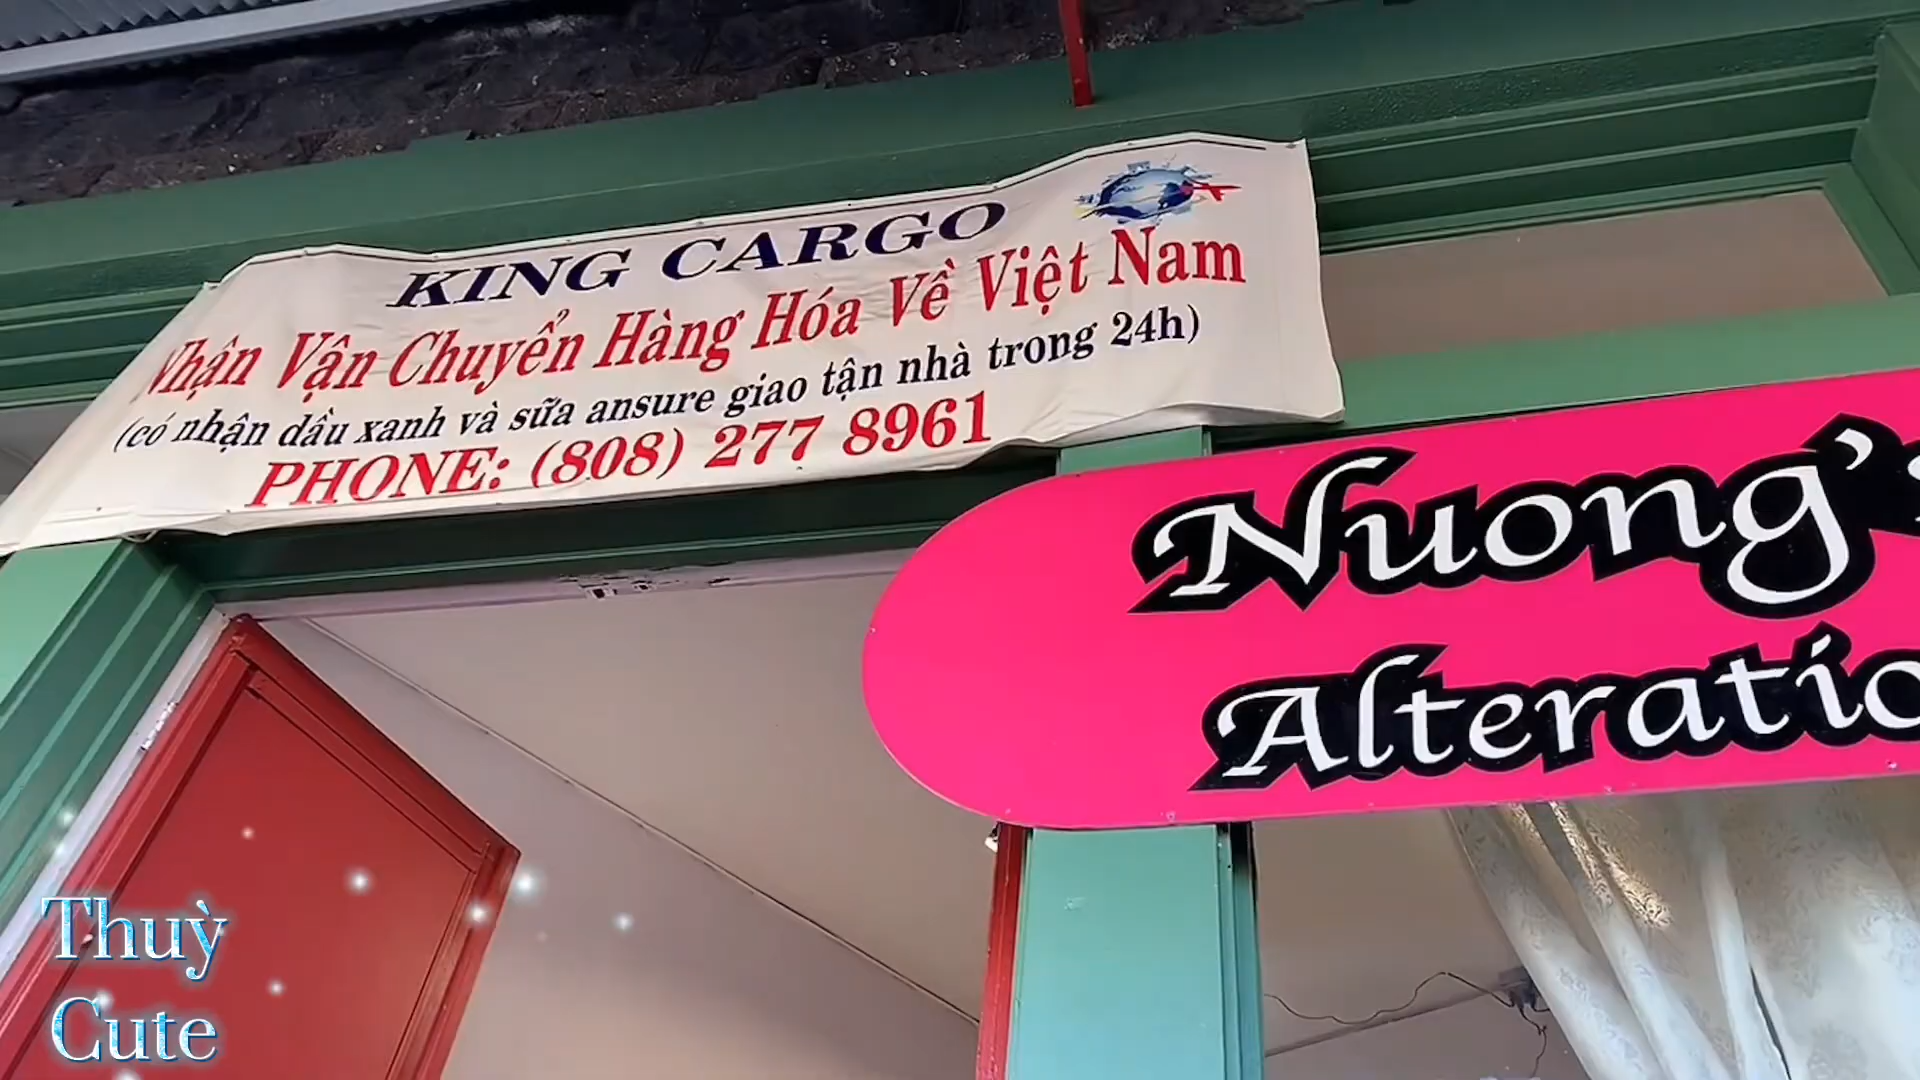 KING CARGO
Nhận Vận Chuyển Hàng Hóa Về Việt Nam
(có nhận dầu xanh và sữa ansure giao tận nhà trong 24h)
PHONE: (808) 277 8961
Nuong's
Alteratio
Thuỳ
Cute